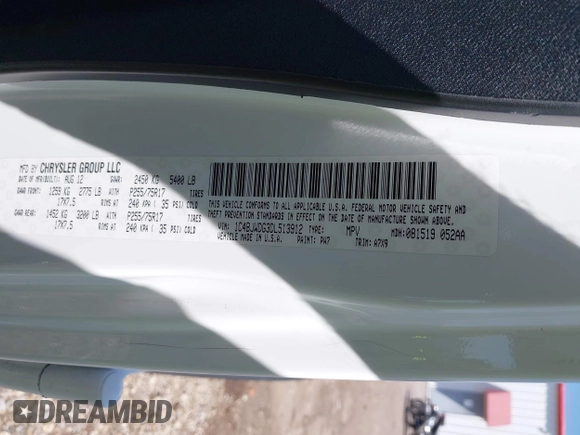 MFD BY CHRYSLER GROUP LLC
DATE OF MFR(BUILT): AUG 12 GVWR: 2450 KG 5400 LB
GAWR FRONT: 1259 KG 2775 LB WITH P255/75R17 TIRES
17X7.5 RIMS AT 240 KPA ( 35 PSI) COLD
GAWR REAR: 1452 KG 3200 LB WITH P255/75R17 TIRES
17X7.5 RIMS AT 240 KPA ( 35 PSI) COLD
THIS VEHICLE CONFORMS TO ALL APPLICABLE U.S.A. FEDERAL MOTOR VEHICLE SAFETY AND
THEFT PREVENTION STANDARDS IN EFFECT ON THE DATE OF MANUFACTURE SHOWN ABOVE.
VIN: 1C4BJWDG3DL513912 TYPE: MPV MDH: 081519 052AA
VEHICLE MADE IN U.S.A. PAINT: PW7 TRIM: A7X9
DREAMBID